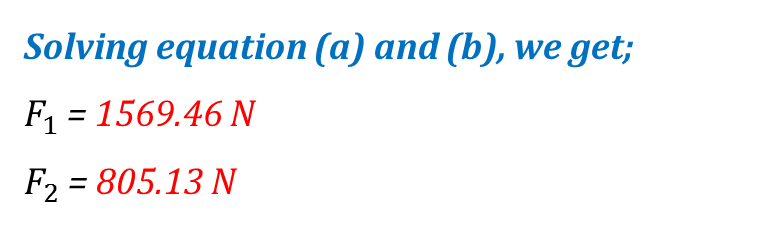 Solving equation (a) and (b), we get;
F₁ = 1569.46 N
F₂ = 805.13 N